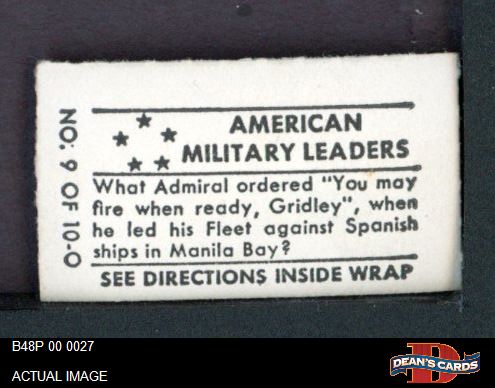 NO. 9 OF 10-O
AMERICAN
MILITARY LEADERS
What Admiral ordered "You may
fire when ready, Gridley", when
he led his Fleet against Spanish
ships in Manila Bay?
SEE DIRECTIONS INSIDE WRAP
B48P 00 0027
ACTUAL IMAGE
D
DEAN'S CARDS